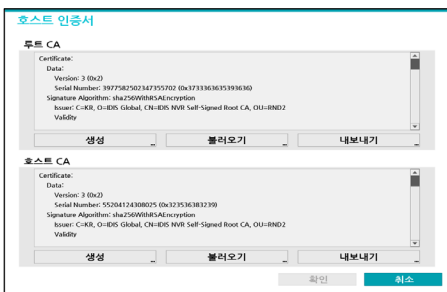 호스트 인증서
루트 CA
Certificate:
Data:
Version: 3 (0x2)
Serial Number: 3977582502347355702 (0x3733363635393636)
Signature Algorithm: sha256WithRSAEncryption
Issuer: C=KR, O=IDIS Global, CN=IDIS NVR Self-Signed Root CA, OU=RND2
Validity
생성 불러오기 내보내기
호스트 CA
Certificate:
Data:
Version: 3 (0x2)
Serial Number: 55204124308025 (0x323536383239)
Signature Algorithm: sha256WithRSAEncryption
Issuer: C=KR, O=IDIS Global, CN=IDIS NVR Self-Signed Root CA, OU=RND2
Validity
생성 불러오기 내보내기
확인 취소